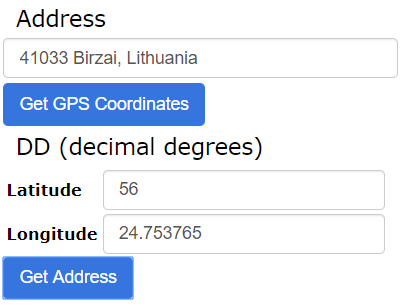 Address
41033 Birzai, Lithuania
Get GPS Coordinates
DD (decimal degrees)
Latitude 56
Longitude 24.753765
Get Address